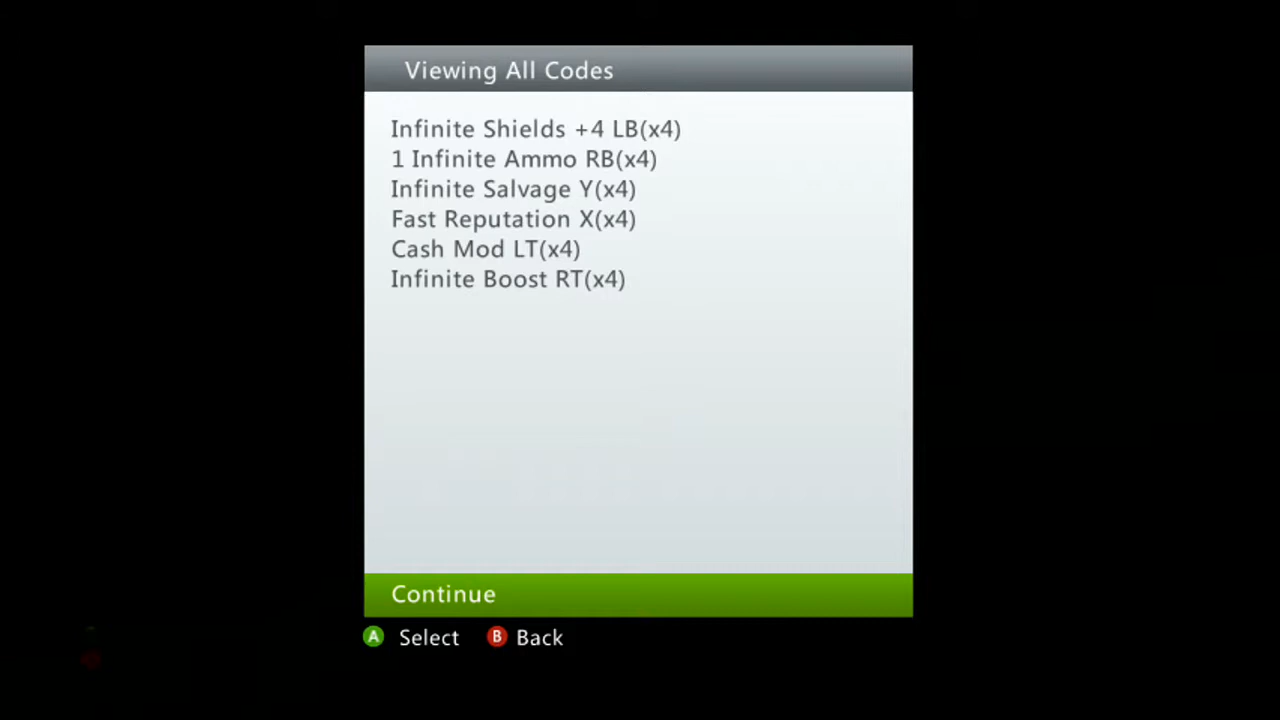 Viewing All Codes
Infinite Shields +4 LB(x4)
1 Infinite Ammo RB(x4)
Infinite Salvage Y(x4)
Fast Reputation X(x4)
Cash Mod LT(x4)
Infinite Boost RT(x4)
Continue
A Select B Back